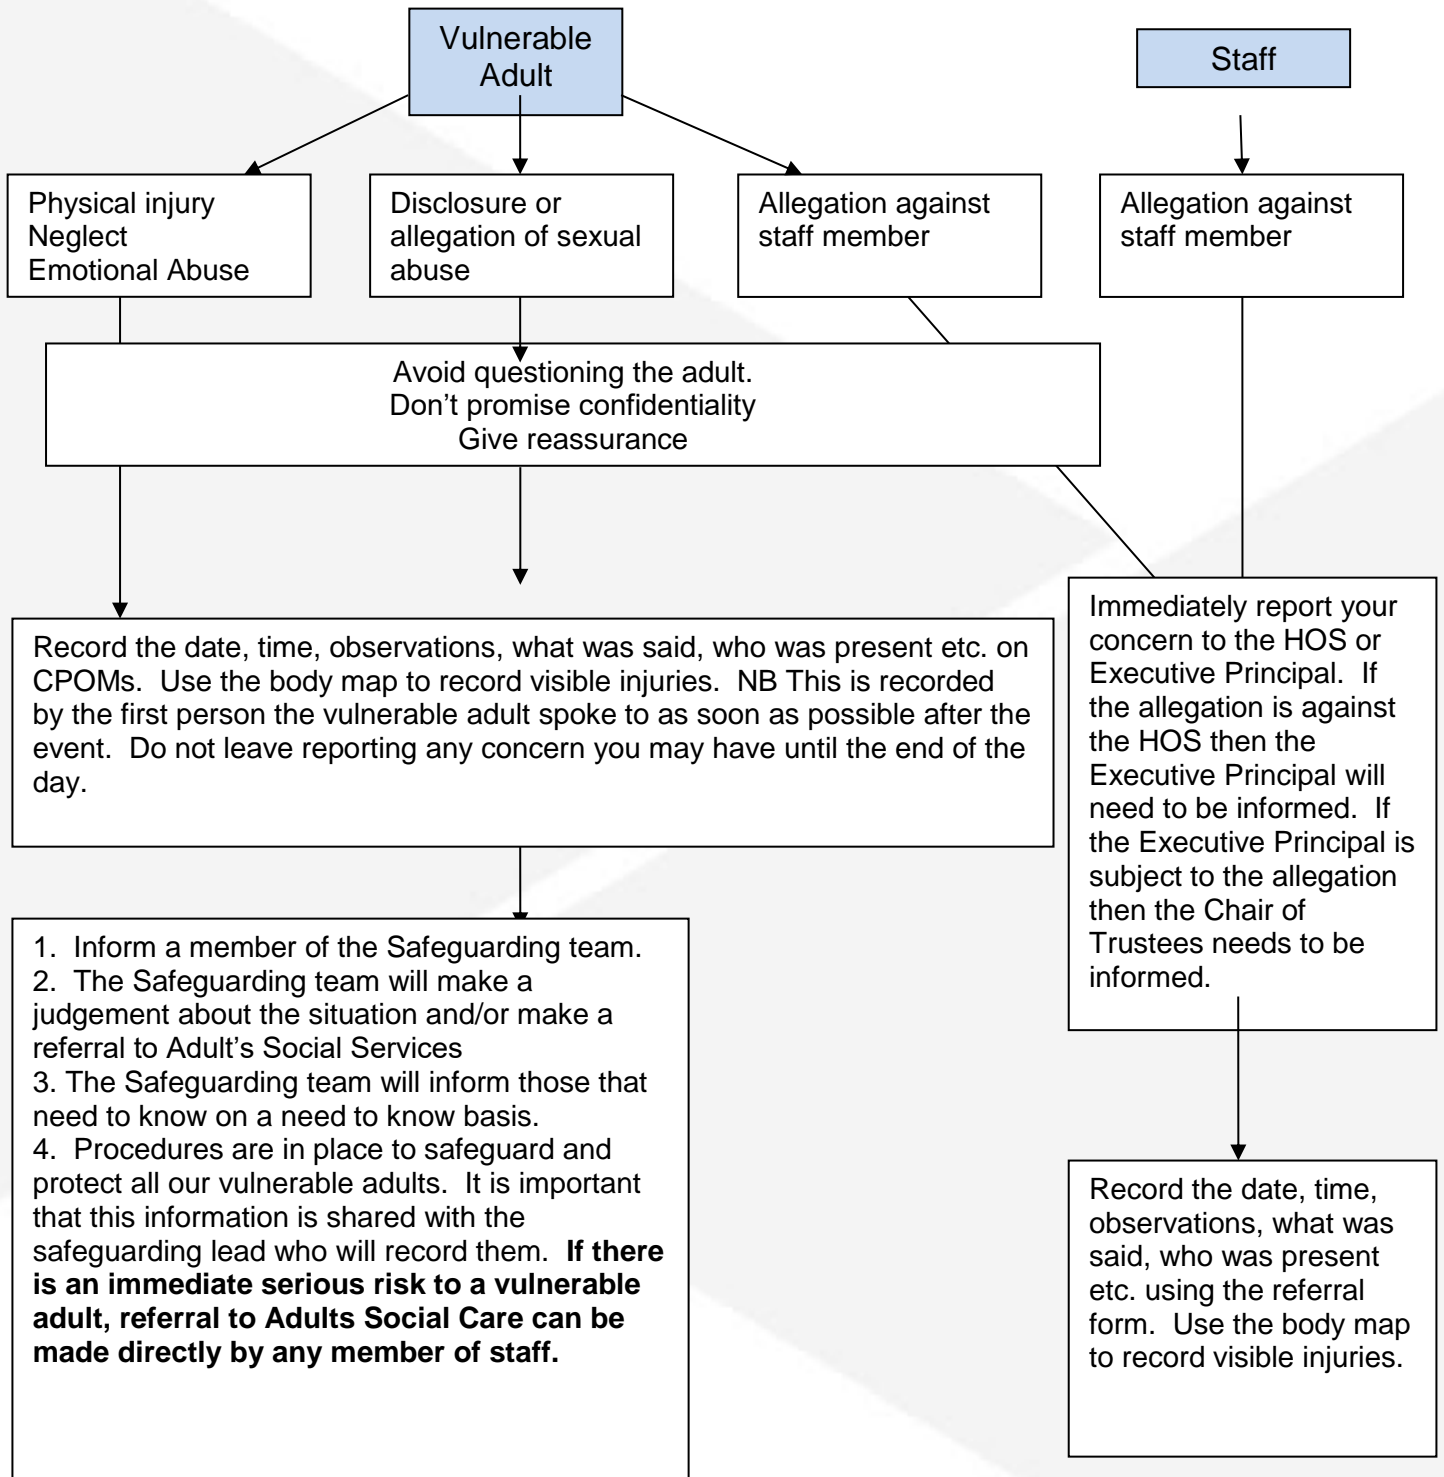 Vulnerable
Adult
Staff
Physical injury
Neglect
Emotional Abuse
Disclosure or
allegation of sexual
abuse
Allegation against
staff member
Allegation against
staff member
Avoid questioning the adult.
Don’t promise confidentiality
Give reassurance
Record the date, time, observations, what was said, who was present etc. on
CPOMs.  Use the body map to record visible injuries.  NB This is recorded
by the first person the vulnerable adult spoke to as soon as possible after the
event.  Do not leave reporting any concern you may have until the end of the
day.
Immediately report your
concern to the HOS or
Executive Principal.  If
the allegation is against
the HOS then the
Executive Principal will
need to be informed.  If
the Executive Principal is
subject to the allegation
then the Chair of
Trustees needs to be
informed.
1.  Inform a member of the Safeguarding team.
2.  The Safeguarding team will make a
judgement about the situation and/or make a
referral to Adult’s Social Services
3. The Safeguarding team will inform those that
need to know on a need to know basis.
4.  Procedures are in place to safeguard and
protect all our vulnerable adults.  It is important
that this information is shared with the
safeguarding lead who will record them.  If there
is an immediate serious risk to a vulnerable
adult, referral to Adults Social Care can be
made directly by any member of staff.
Record the date, time,
observations, what was
said, who was present
etc. using the referral
form.  Use the body map
to record visible injuries.